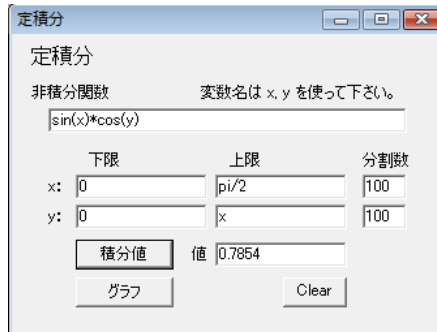 定積分
定積分
非積分関数 変数名は x, y を使って下さい。
sin(x)*cos(y)
下限 上限 分割数
x: 0 pi/2 100
y: 0 x 100
積分値 値 0.7854
グラフ Clear